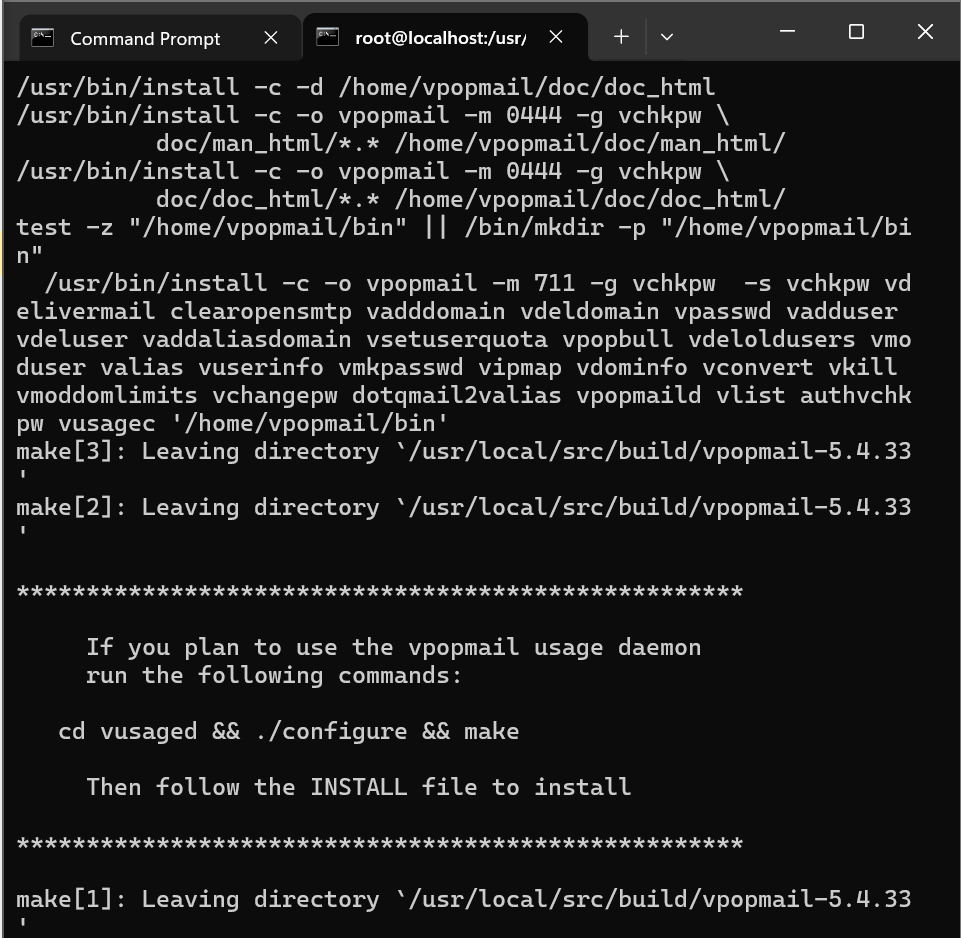 Command Prompt
root@localhost:/usr/
/usr/bin/install -c -d /home/vpopmail/doc/doc_html
/usr/bin/install -c -o vpopmail -m 0444 -g vchkpw \
          doc/man_html/*.* /home/vpopmail/doc/man_html/
/usr/bin/install -c -o vpopmail -m 0444 -g vchkpw \
          doc/doc_html/*.* /home/vpopmail/doc/doc_html/
test -z "/home/vpopmail/bin" || /bin/mkdir -p "/home/vpopmail/bi
n"
  /usr/bin/install -c -o vpopmail -m 711 -g vchkpw  -s vchkpw vd
elivermail clearopensmtp vadddomain vdeldomain vpasswd vadduser
vdeluser vaddaliasdomain vsetuserquota vpopbull vdeloldusers vmo
duser valias vuserinfo vmkpasswd vipmap vdominfo vconvert vkill
vmoddomlimits vchangepw dotqmail2valias vpopmaild vlist authvchk
pw vusagec '/home/vpopmail/bin'
make[3]: Leaving directory `/usr/local/src/build/vpopmail-5.4.33
'
make[2]: Leaving directory `/usr/local/src/build/vpopmail-5.4.33
'
****************************************************
     If you plan to use the vpopmail usage daemon
     run the following commands:
   cd vusaged && ./configure && make
     Then follow the INSTALL file to install
****************************************************
make[1]: Leaving directory `/usr/local/src/build/vpopmail-5.4.33
'